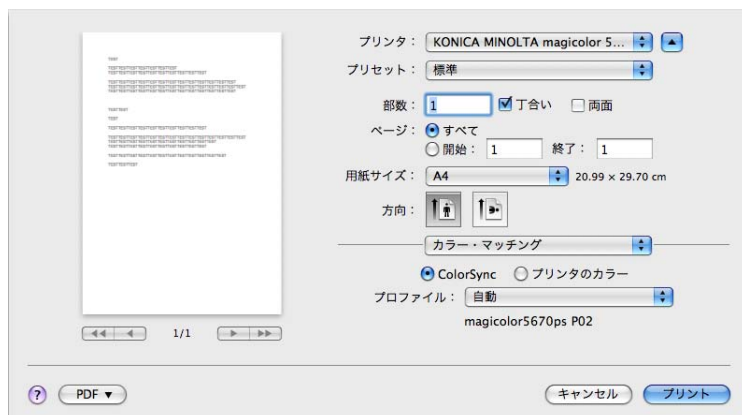 プリンタ： KONICA MINOLTA magicolor 5...
プリセット： 標準
部数： 1 丁合い 両面
ページ： すべて
開始： 1 終了： 1
用紙サイズ： A4 20.99 × 29.70 cm
方向：
カラー・マッチング
ColorSync プリンタのカラー
プロファイル： 自動
magicolor5670ps P02
1/1
? PDF ▼ キャンセル プリント